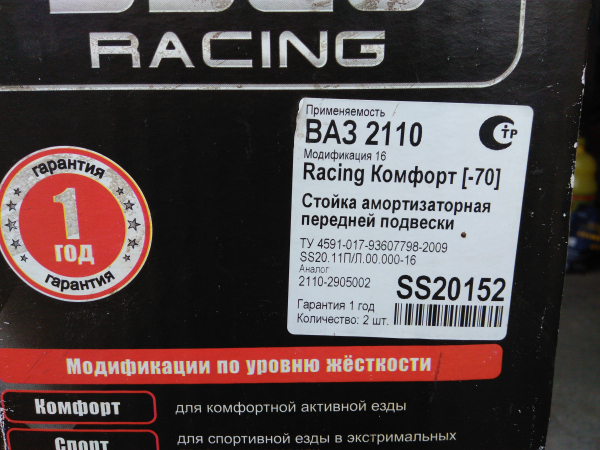 RACING
Применяемость
ВАЗ 2110
Модификация 16
Racing Комфорт [-70]
Стойка амортизаторная
передней подвески
ТУ 4591-017-93607798-2009
SS20.11П/Л.00.000-16
Аналог
2110-2905002
SS20152
Гарантия 1 год
Количество: 2 шт.
ТР
гарантия
1
ГОД
гарантия
Модификации по уровню жёсткости
Комфорт
для комфортной активной езды
Спорт
для спортивной езды в экстримальных